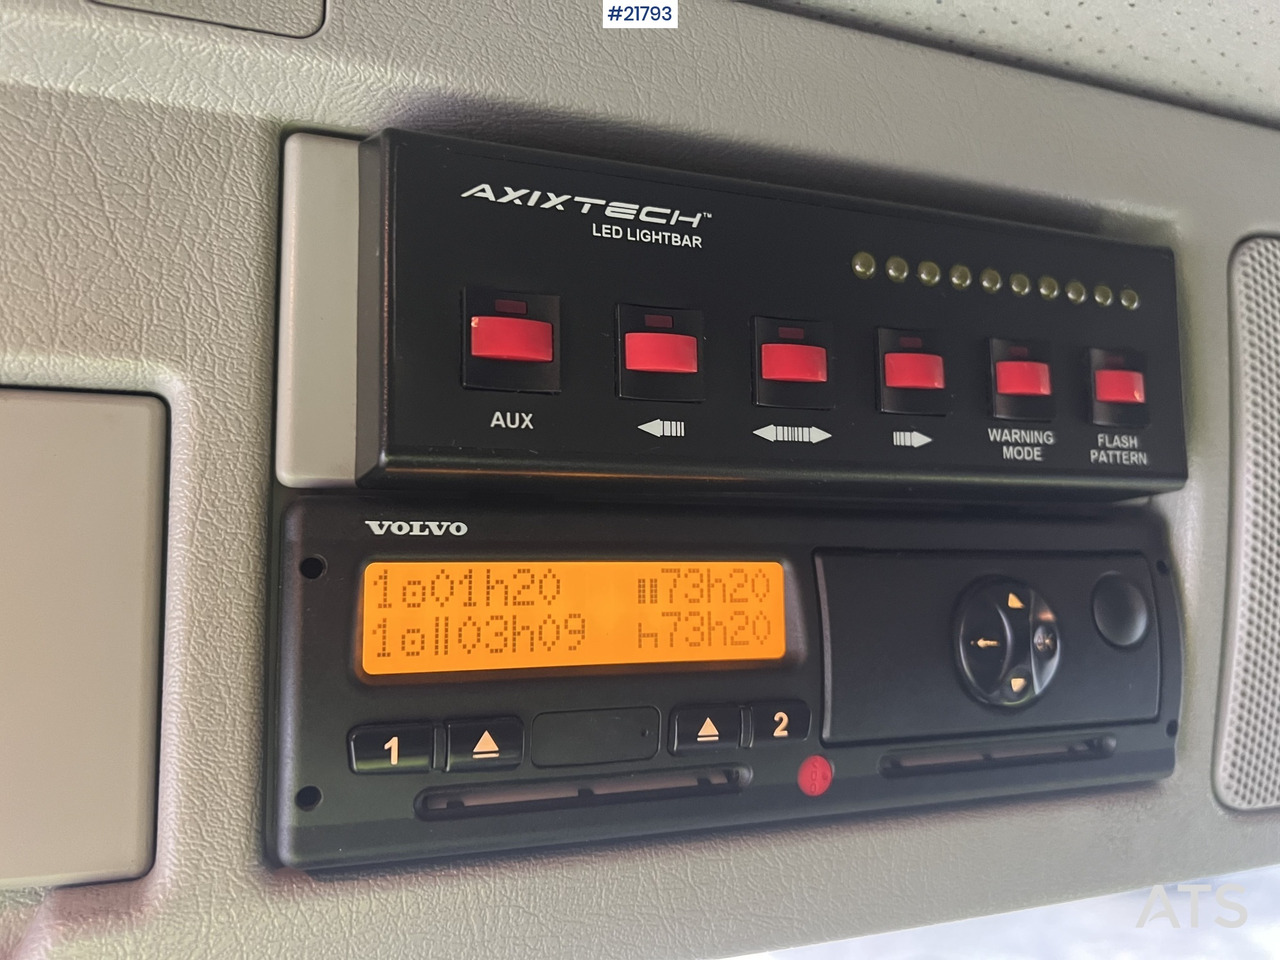 #21793
AXIXTECH™
LED LIGHTBAR
AUX
WARNING
MODE
FLASH
PATTERN
VOLVO
1 01h20 73h20
1 03h09 h73h20
1
2
ATS